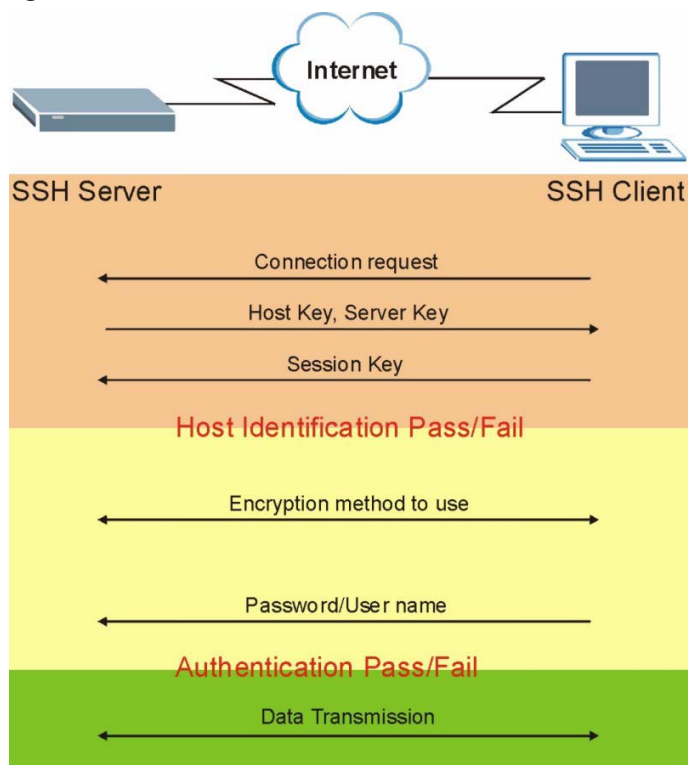 Internet
SSH Server
SSH Client
Connection request
Host Key, Server Key
Session Key
Host Identification Pass/Fail
Encryption method to use
Password/User name
Authentication Pass/Fail
Data Transmission